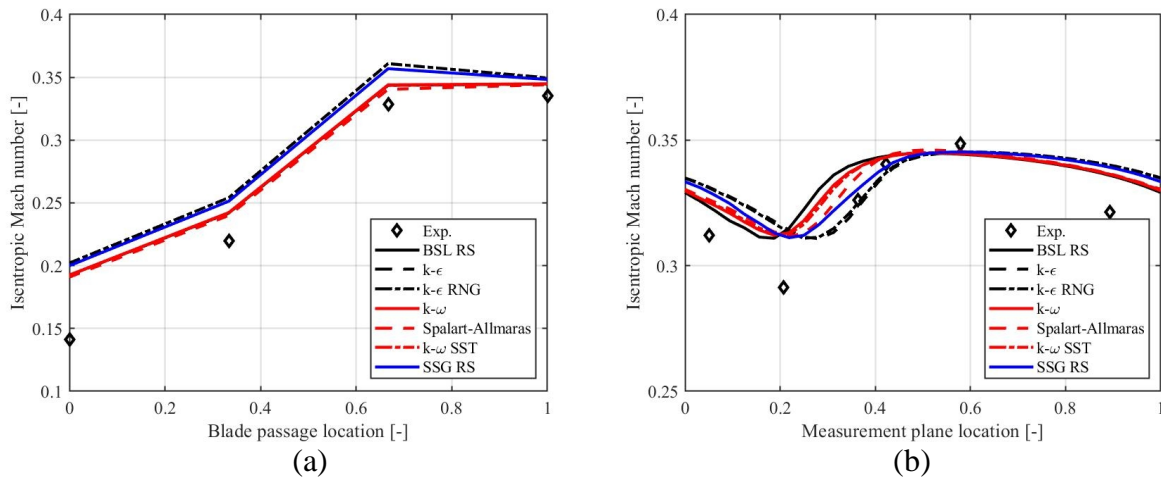 0.4
0.35
0.3
0.25
0.2
0.15
0.1
Isentropic Mach number [-]
Exp.
BSL RS
k-ϵ
k-ϵ RNG
k-ω
Spalart-Allmaras
k-ω SST
SSG RS
0 0.2 0.4 0.6 0.8 1
Blade passage location [-]
(a)
0.4
0.35
0.3
0.25
Isentropic Mach number [-]
Exp.
BSL RS
k-ϵ
k-ϵ RNG
k-ω
Spalart-Allmaras
k-ω SST
SSG RS
0 0.2 0.4 0.6 0.8 1
Measurement plane location [-]
(b)